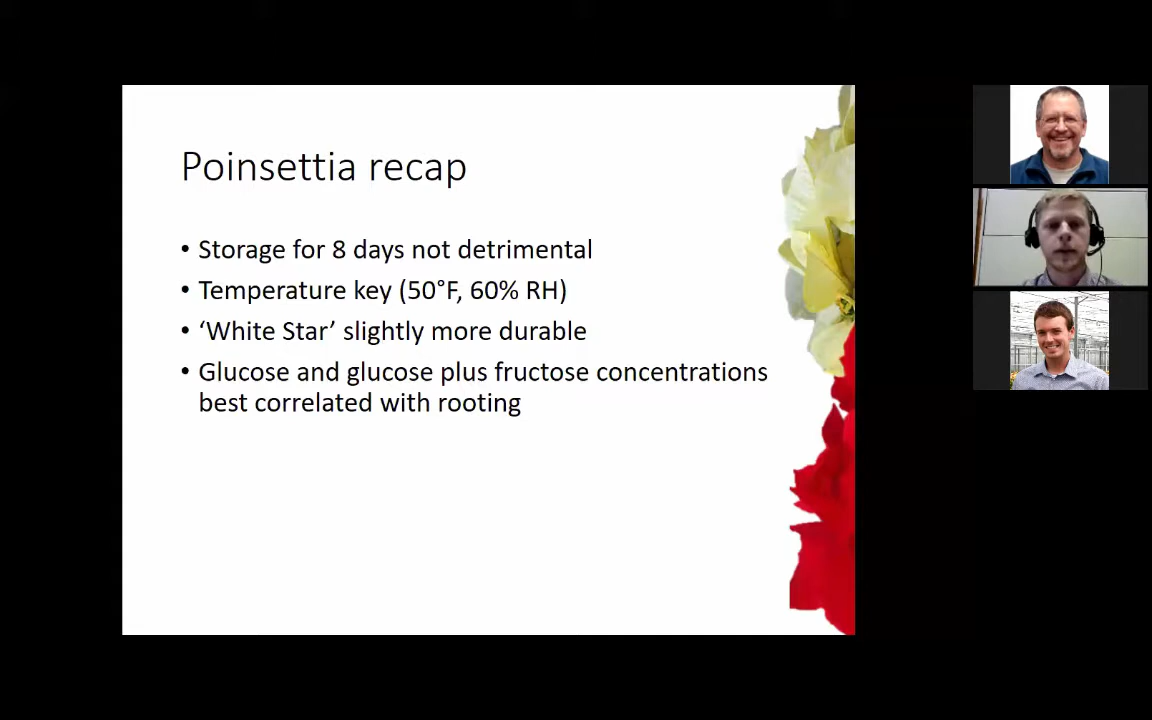 Poinsettia recap
• Storage for 8 days not detrimental
• Temperature key (50°F, 60% RH)
• ‘White Star’ slightly more durable
• Glucose and glucose plus fructose concentrations
best correlated with rooting